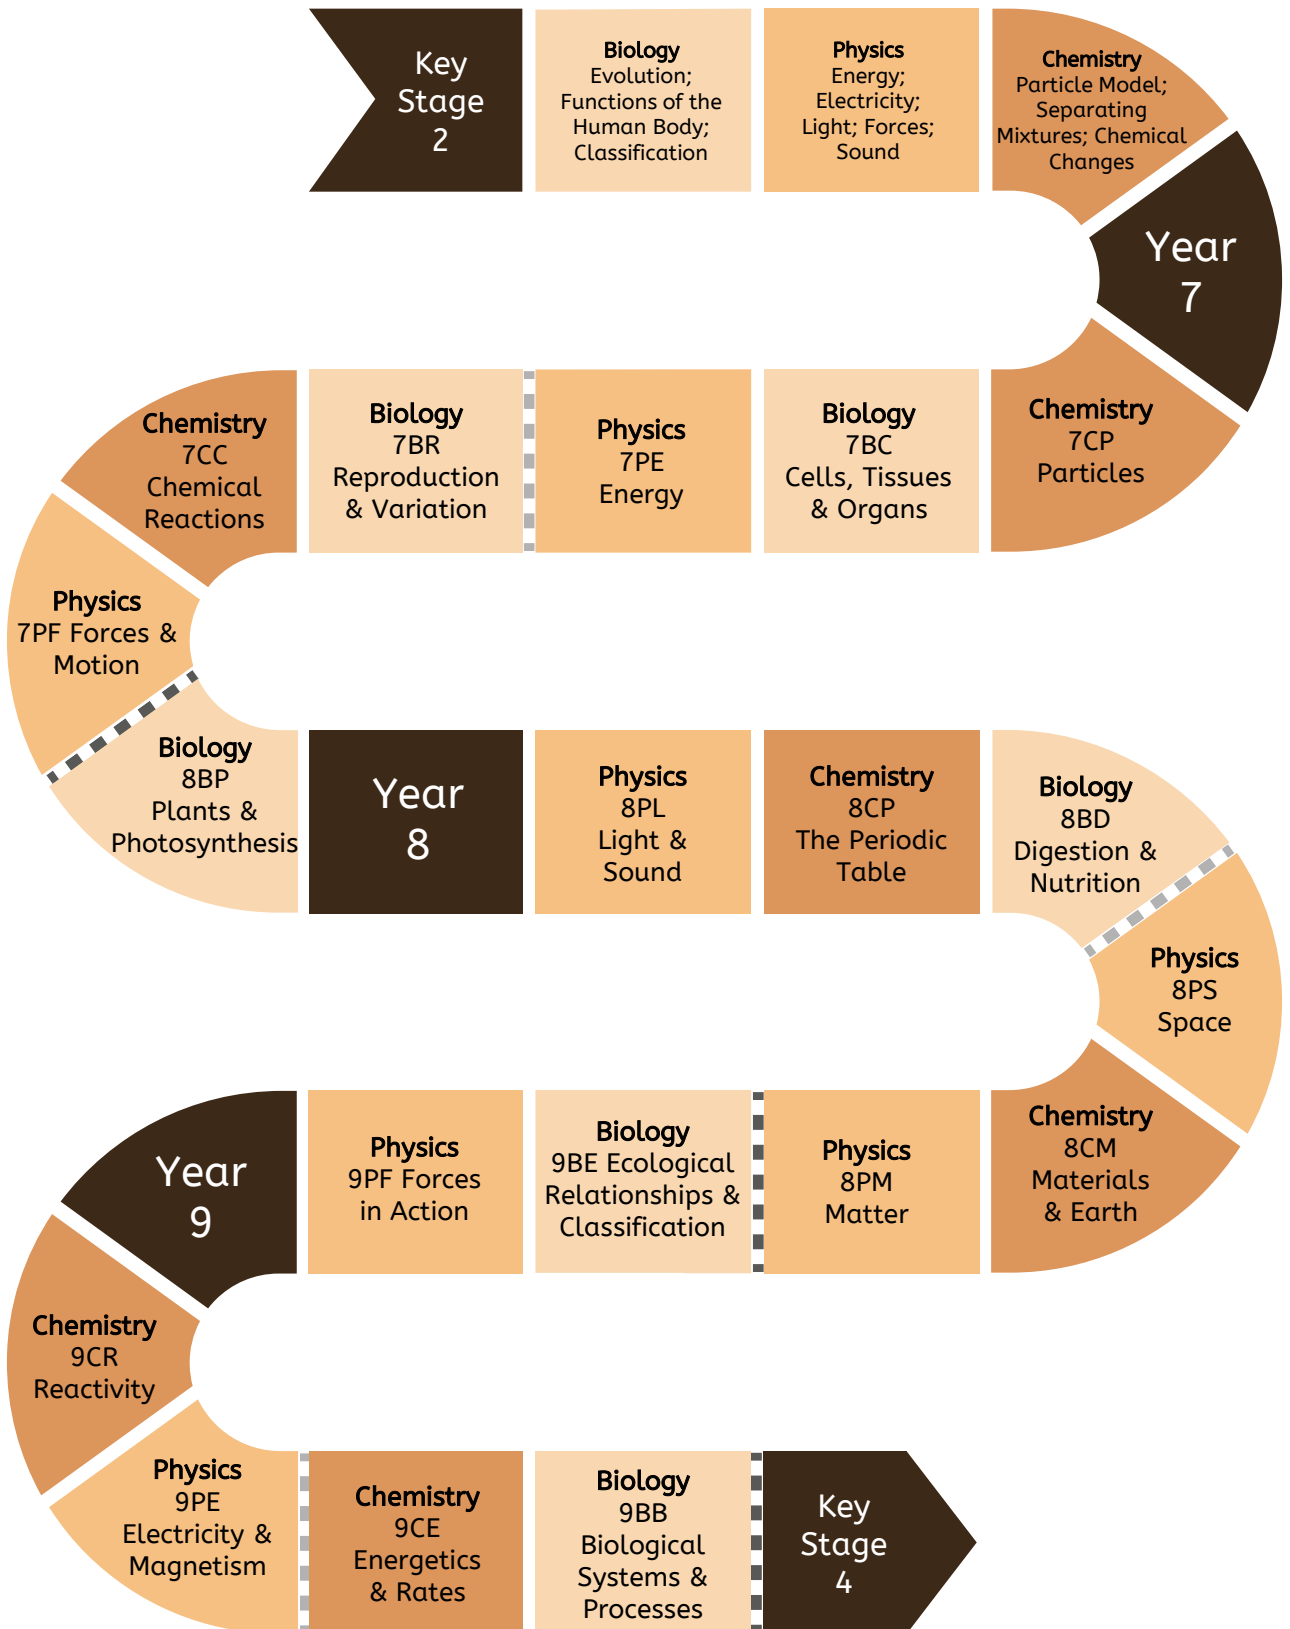 Key
Stage
2
Biology
Evolution;
Functions of the
Human Body;
Classification
Physics
Energy;
Electricity;
Light; Forces;
Sound
Chemistry
Particle Model;
Separating
Mixtures; Chemical
Changes
Year
7
Chemistry
7CP
Particles
Biology
7BC
Cells, Tissues
& Organs
Physics
7PE
Energy
Biology
7BR
Reproduction
& Variation
Chemistry
7CC
Chemical
Reactions
Physics
7PF Forces &
Motion
Biology
8BP
Plants &
Photosynthesis
Year
8
Physics
8PL
Light &
Sound
Chemistry
8CP
The Periodic
Table
Biology
8BD
Digestion &
Nutrition
Physics
8PS
Space
Chemistry
8CM
Materials
& Earth
Physics
8PM
Matter
Biology
9BE Ecological
Relationships &
Classification
Physics
9PF Forces
in Action
Year
9
Chemistry
9CR
Reactivity
Physics
9PE
Electricity &
Magnetism
Chemistry
9CE
Energetics
& Rates
Biology
9BB
Biological
Systems &
Processes
Key
Stage
4